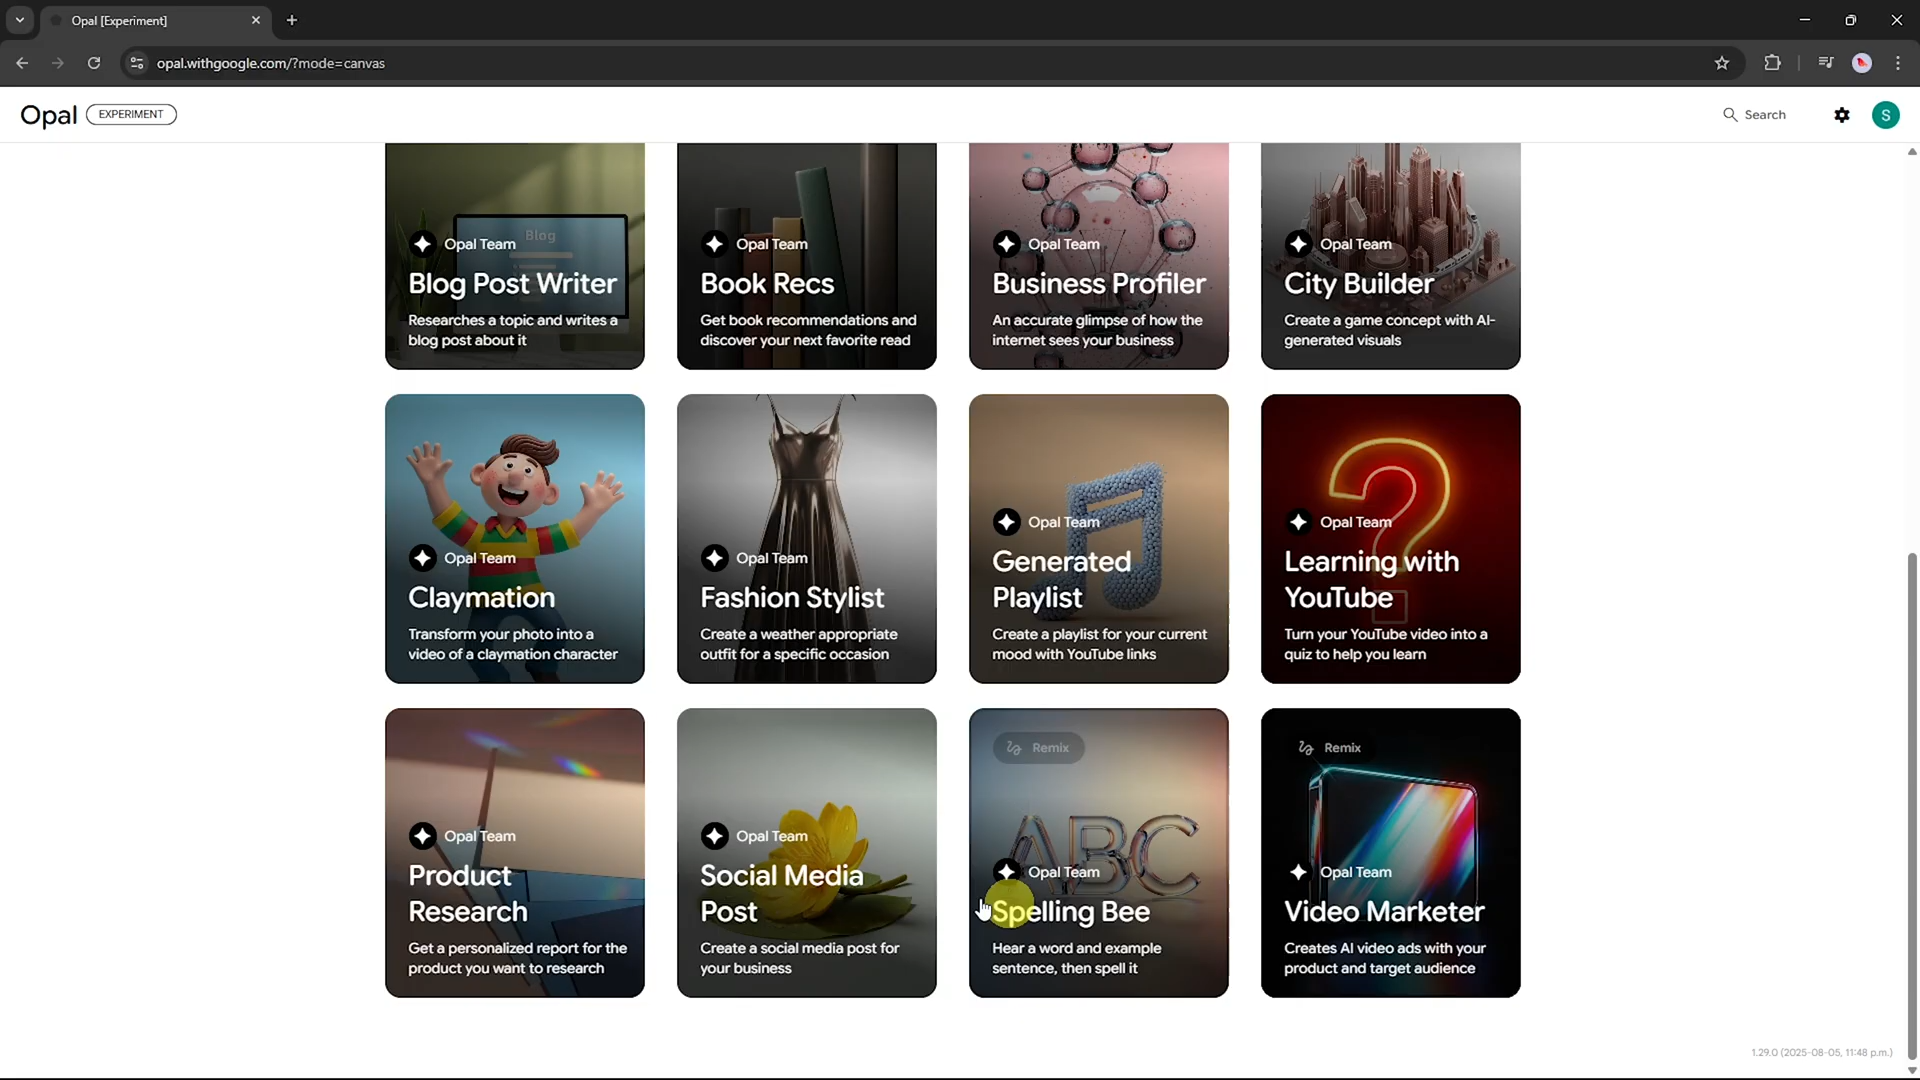 Opal [Experiment]
opal.withgoogle.com/?mode=canvas
Opal EXPERIMENT
Search
S
Blog
Opal Team
Blog Post Writer
Researches a topic and writes a
blog post about it
Opal Team
Book Recs
Get book recommendations and
discover your next favorite read
Opal Team
Business Profiler
An accurate glimpse of how the
internet sees your business
Opal Team
City Builder
Create a game concept with AI-
generated visuals
Opal Team
Claymation
Transform your photo into a
video of a claymation character
Opal Team
Fashion Stylist
Create a weather appropriate
outfit for a specific occasion
Opal Team
Generated
Playlist
Create a playlist for your current
mood with YouTube links
Opal Team
Learning with
YouTube
Turn your YouTube video into a
quiz to help you learn
Opal Team
Product
Research
Get a personalized report for the
product you want to research
Opal Team
Social Media
Post
Create a social media post for
your business
Remix
ABC
Opal Team
Spelling Bee
Hear a word and example
sentence, then spell it
Remix
Opal Team
Video Marketer
Creates AI video ads with your
product and target audience
1.29.0 (2025-08-05, 11:48 p.m.)